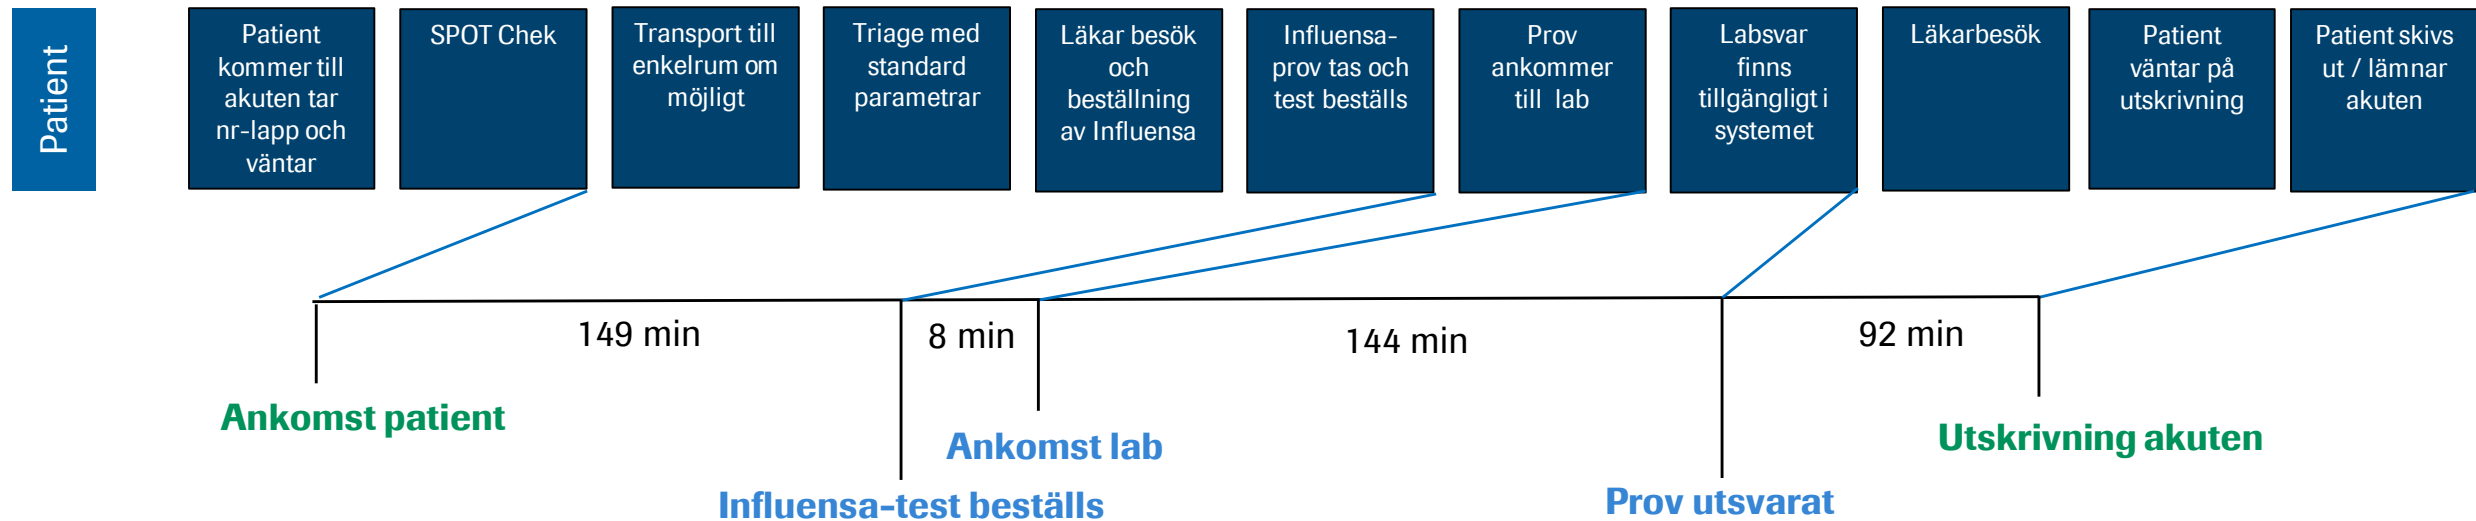 Patient
Patient
kommer till
akuten tar
nr-lapp och
väntar
SPOT Chek
Transport till
enkelrum om
möjligt
Triage med
standard
parametrar
Läkar besök
och
beställning
av Influensa
Influensa-
prov tas och
test beställs
Prov
ankommer
till lab
Labsvar
finns
tillgängligt i
systemet
Läkarbesök
Patient
väntar på
utskrivning
Patient skivs
ut / lämnar
akuten
149 min
8 min
144 min
92 min
Ankomst patient
Ankomst lab
Utskrivning akuten
Influensa-test beställs
Prov utsvarat